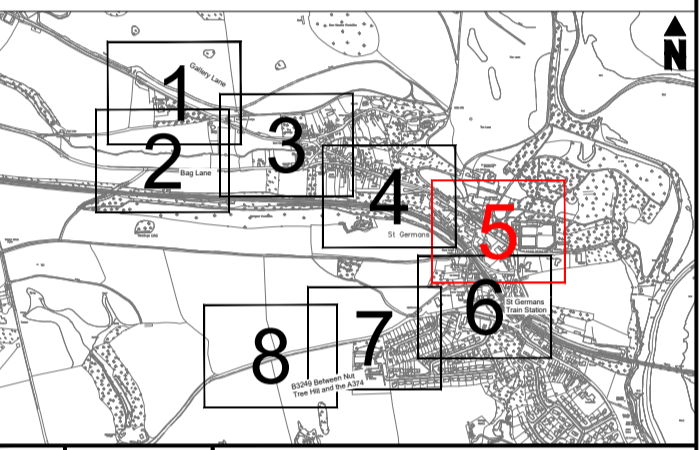 N
1
Gallery Lane
2
Bag Lane
3
4
St Germans
5
6
St Germans
Train Station
7
8
B3249 Between Nut
Tree Hill and the A374